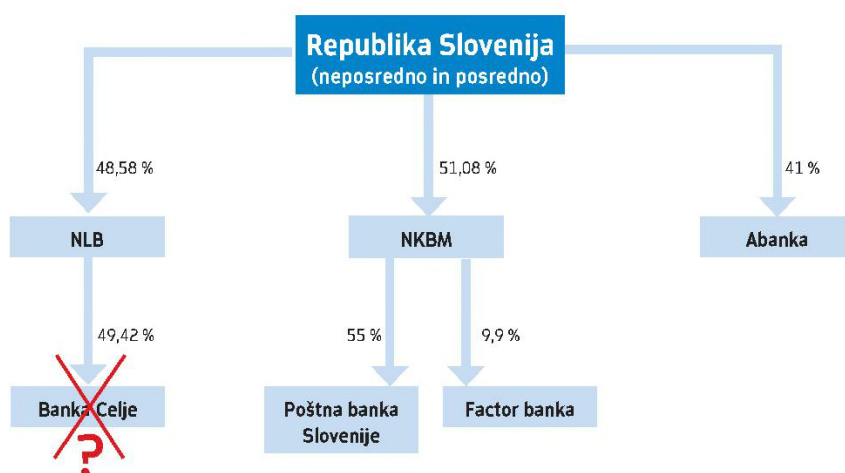 Republika Slovenija
(neposredno in posredno)
48,58 %
51,08 %
41 %
NLB
NKBM
Abanka
49,42 %
55 %
9,9 %
Banka Celje
Poštna banka
Slovenije
Factor banka
?